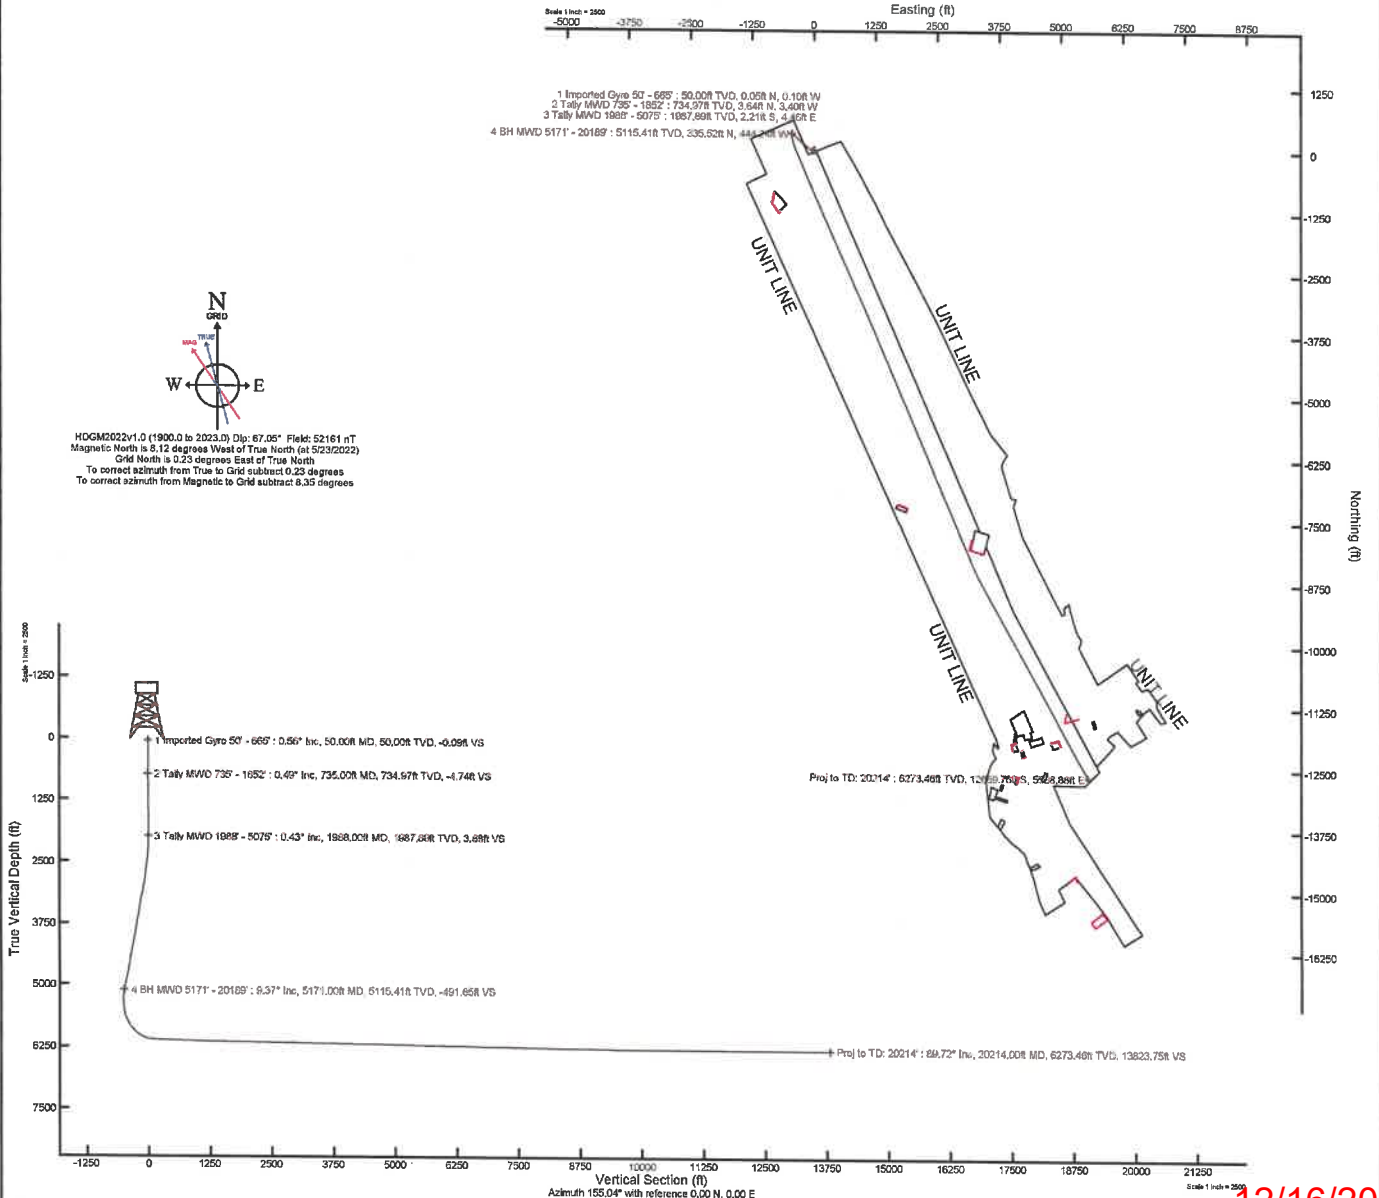 Scale 1 inch = 2500
Easting (ft)
-5000 -3750 -2500 -1250 0 1250 2500 3750 5000 6250 7500 8750
1 Imported Gyro 50' - 665' : 50.00ft TVD, 0.05ft N, 0.10ft W
2 Tally MWD 735' - 1852' : 734.97ft TVD, 3.64ft N, 3.40ft W
3 Tally MWD 1988' - 5075' : 1987.89ft TVD, 2.21ft S, 4. ft E
4 BH MWD 5171' - 20189' : 5115.41ft TVD, 335.52ft N, W
1250
0
-1250
-2500
-3750
-5000
-6250
-7500
-8750
-10000
-11250
-12500
-13750
-15000
-16250
Northing (ft)
UNIT LINE
UNIT LINE
UNIT LINE
UNIT LINE
N
GRID
TRUE
MAG
W E
HDGM2022v1.0 (1900.0 to 2023.0) Dip: 67.05° Field: 52161 nT
Magnetic North is 8.12 degrees West of True North (at 5/23/2022)
Grid North is 0.23 degrees East of True North
To correct azimuth from True to Grid subtract 0.23 degrees
To correct azimuth from Magnetic to Grid subtract 8.35 degrees
Proj to TD: 20214' : 6273.46ft TVD, S, E
Scale 1 inch = 2500
-1250
0
1250
2500
3750
5000
6250
7500
True Vertical Depth (ft)
1 Imported Gyro 50' - 665' : 0.56° Inc, 50.00ft MD, 50.00ft TVD, -0.09ft VS
2 Tally MWD 735' - 1852' : 0.49° Inc, 735.00ft MD, 734.97ft TVD, -4.74ft VS
3 Tally MWD 1988' - 5075' : 0.43° Inc, 1988.00ft MD, 1987.89ft TVD, 3.88ft VS
4 BH MWD 5171' - 20189' : 9.37° Inc, 5171.00ft MD, 5115.41ft TVD, -491.65ft VS
Proj to TD: 20214' : 89.72° Inc, 20214.00ft MD, 6273.46ft TVD, 13823.75ft VS
-1250 0 1250 2500 3750 5000 6250 7500 8750 10000 11250 12500 13750 15000 16250 17500 18750 20000 21250
Vertical Section (ft)
Azimuth 155.04° with reference 0.00 N, 0.00 E
Scale 1 inch = 2500
12/16/20